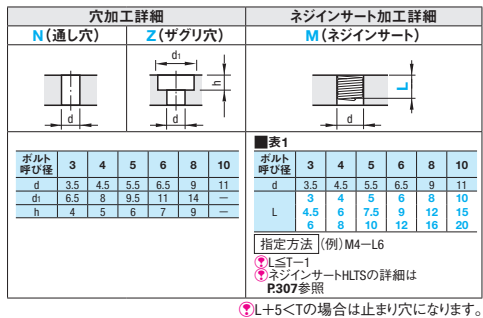 穴加工詳細
ネジインサート加工詳細
N(通し穴)
Z(ザグリ穴)
M(ネジインサート)
d
d1
h
d
L
d
ボルト呼び径 3 4 5 6 8 10
d 3.5 4.5 5.5 6.5 9 11
d1 6.5 8 9.5 11 14 −
h 4 5 6 7 9 −
■表1
ボルト呼び径 3 4 5 6 8 10
d 3.5 4.5 5.5 6.5 9 11
L 3 4 5 6 8 10
4.5 6 7.5 9 12 15
6 8 10 12 16 20
指定方法 (例)M4−L6
L≦T−1
ネジインサートHLTSの詳細は
P.307参照
L+5<Tの場合は止まり穴になります。